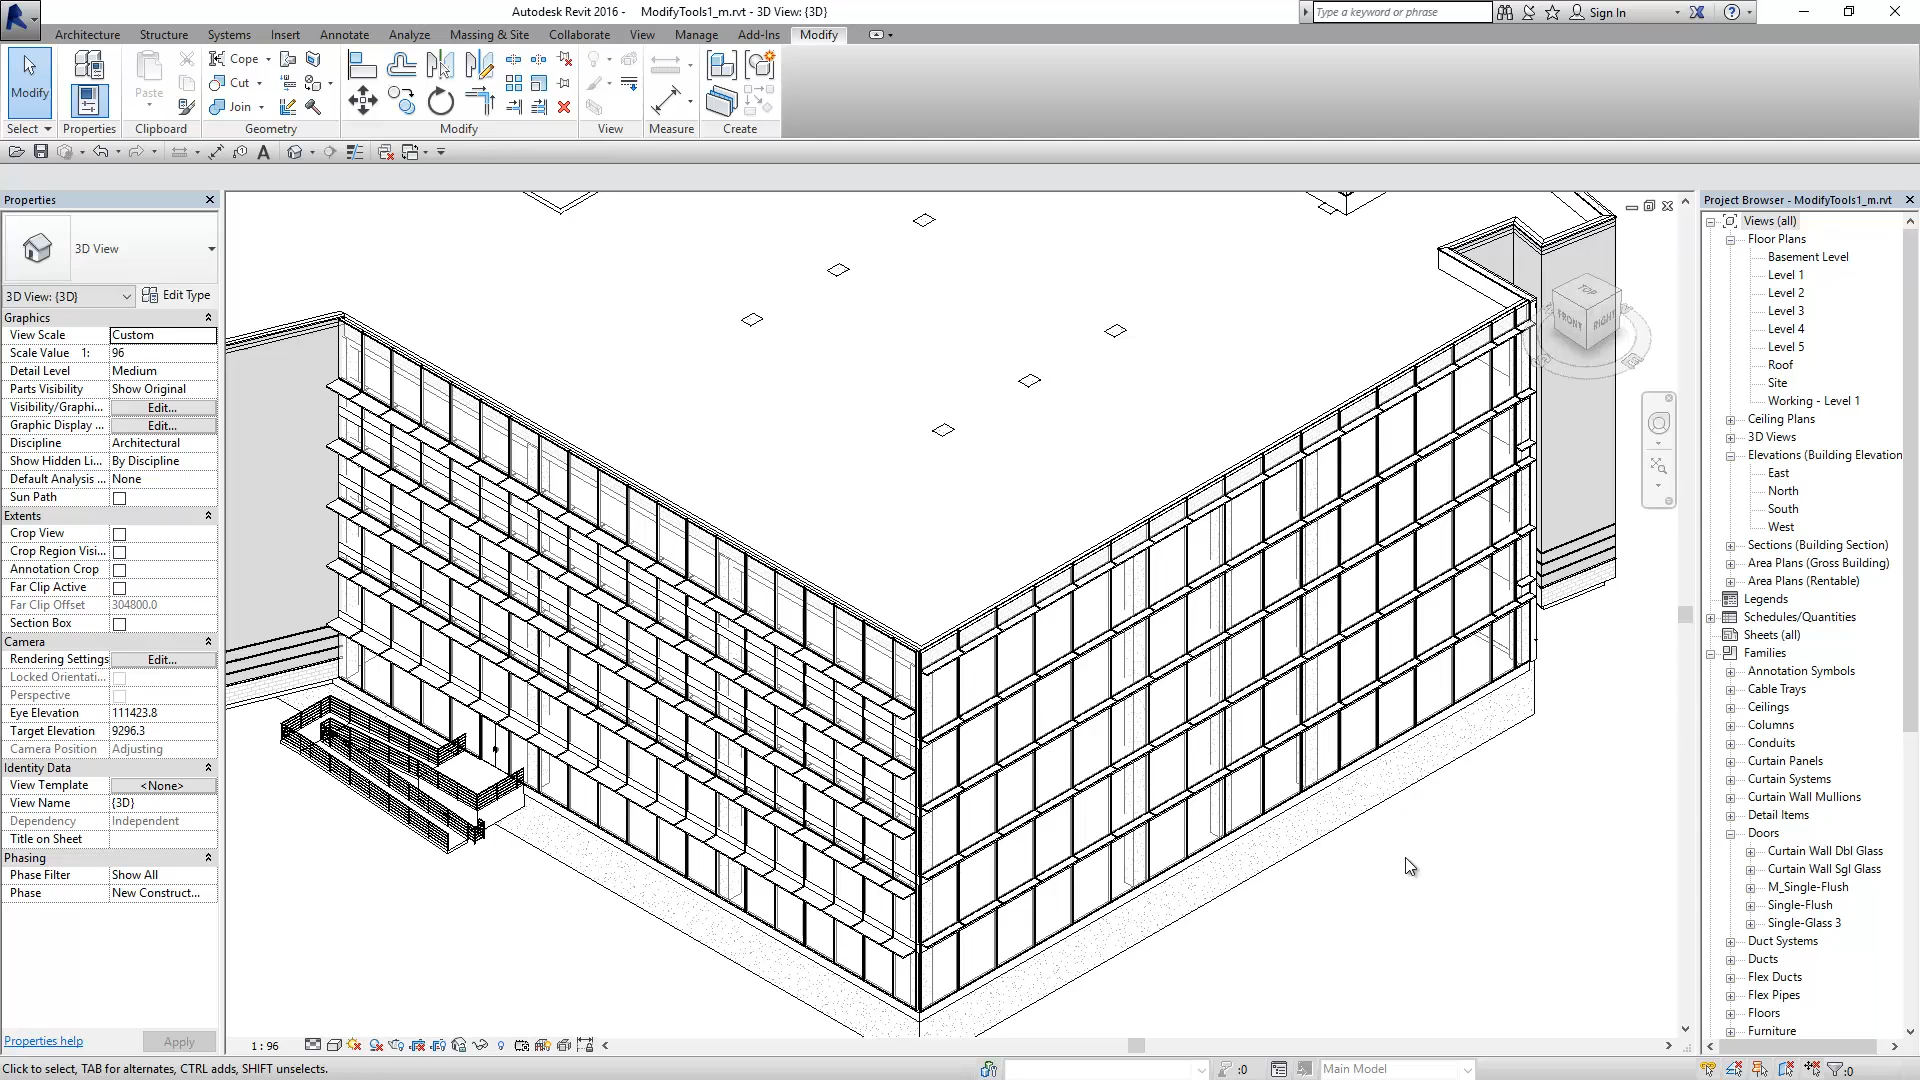 Autodesk Revit 2016 -     ModifyTools1_m.rvt - 3D View: {3D}
Type a keyword or phrase
Sign In
Architecture Structure Systems Insert Annotate Analyze Massing & Site Collaborate View Manage Add-Ins Modify
Modify
Paste
Cope
Cut
Join
Select Properties Clipboard Geometry Modify View Measure Create
Properties
3D View
3D View: {3D} Edit Type
Graphics
View Scale Custom
Scale Value 1: 96
Detail Level Medium
Parts Visibility Show Original
Visibility/Graphi... Edit...
Graphic Display ... Edit...
Discipline Architectural
Show Hidden Li... By Discipline
Default Analysis ... None
Sun Path
Extents
Crop View
Crop Region Visi...
Annotation Crop
Far Clip Active
Far Clip Offset 304800.0
Section Box
Camera
Rendering Settings Edit...
Locked Orientati...
Perspective
Eye Elevation 111423.8
Target Elevation 9296.3
Camera Position Adjusting
Identity Data
View Template <None>
View Name {3D}
Dependency Independent
Title on Sheet
Phasing
Phase Filter Show All
Phase New Construct...
Properties help Apply
TOP
FRONT RIGHT
1 : 96
Project Browser - ModifyTools1_m.rvt
Views (all)
Floor Plans
Basement Level
Level 1
Level 2
Level 3
Level 4
Level 5
Roof
Site
Working - Level 1
Ceiling Plans
3D Views
Elevations (Building Elevation
East
North
South
West
Sections (Building Section)
Area Plans (Gross Building)
Area Plans (Rentable)
Legends
Schedules/Quantities
Sheets (all)
Families
Annotation Symbols
Cable Trays
Ceilings
Columns
Conduits
Curtain Panels
Curtain Systems
Curtain Wall Mullions
Detail Items
Doors
Curtain Wall Dbl Glass
Curtain Wall Sgl Glass
M_Single-Flush
Single-Flush
Single-Glass 3
Duct Systems
Ducts
Flex Ducts
Flex Pipes
Floors
Furniture
Click to select, TAB for alternates, CTRL adds, SHIFT unselects.
:0
Main Model
:0